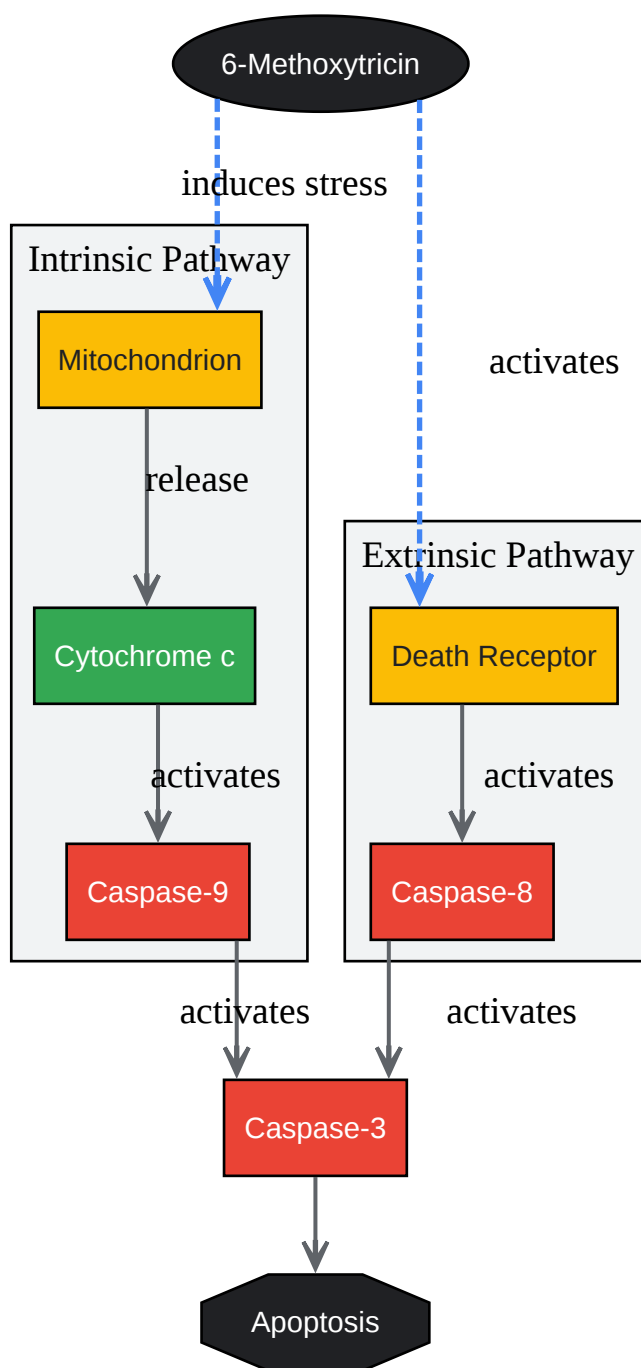 6-Methoxytricin
induces stress
Intrinsic Pathway
Mitochondrion
activates
release
Extrinsic Pathway
Cytochrome c
Death Receptor
activates
activates
Caspase-9
Caspase-8
activates
activates
Caspase-3
Apoptosis